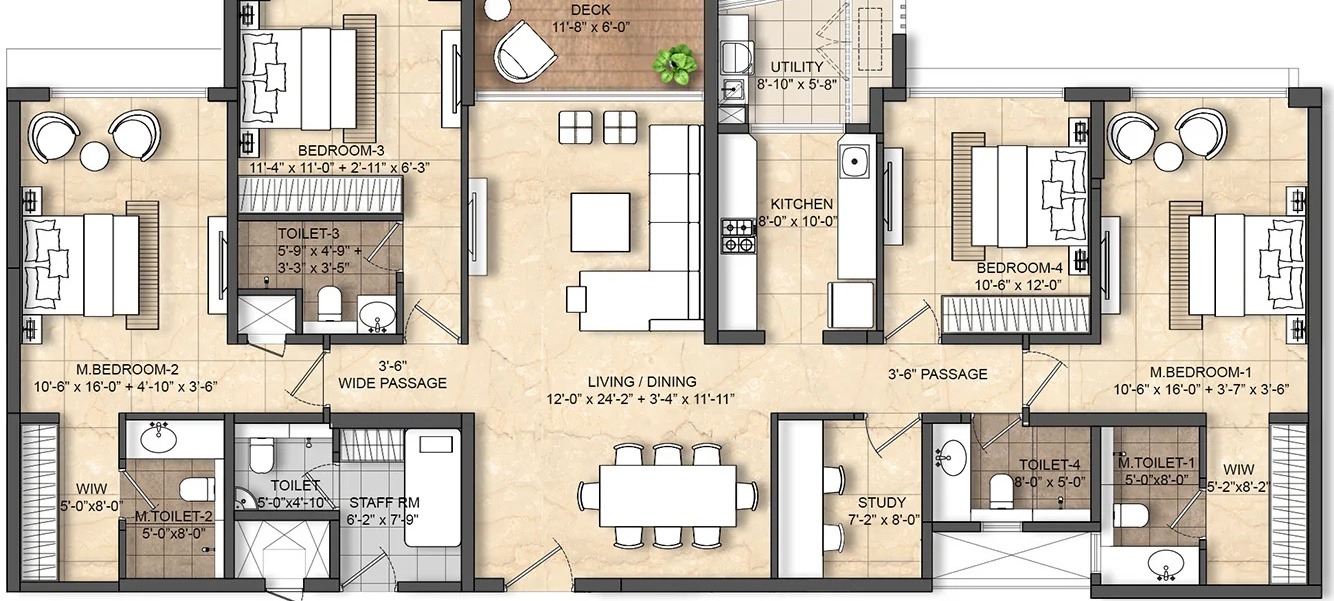 DECK
11'-8" x 6'-0"
UTILITY
8'-10" x 5'-8"
BEDROOM-3
11'-4" x 11'-0" + 2'-11" x 6'-3"
KITCHEN
8'-0" x 10'-0"
TOILET-3
5'-9" x 4'-9" +
3'-3" x 3'-5"
BEDROOM-4
10'-6" x 12'-0"
M.BEDROOM-2
10'-6" x 16'-0" + 4'-10" x 3'-6"
3'-6"
WIDE PASSAGE
LIVING / DINING
12'-0" x 24'-2" + 3'-4" x 11'-11"
3'-6" PASSAGE
M.BEDROOM-1
10'-6" x 16'-0" + 3'-7" x 3'-6"
WIW
5'-0"x8'-0"
M.TOILET-2
5'-0"x8'-0"
TOILET
5'-0"x4'-10"
STAFF RM
6'-2" x 7'-9"
STUDY
7'-2" x 8'-0"
TOILET-4
8'-0" x 5'-0"
M.TOILET-1
5'-0"x8'-0"
WIW
5'-2"x8'-2"